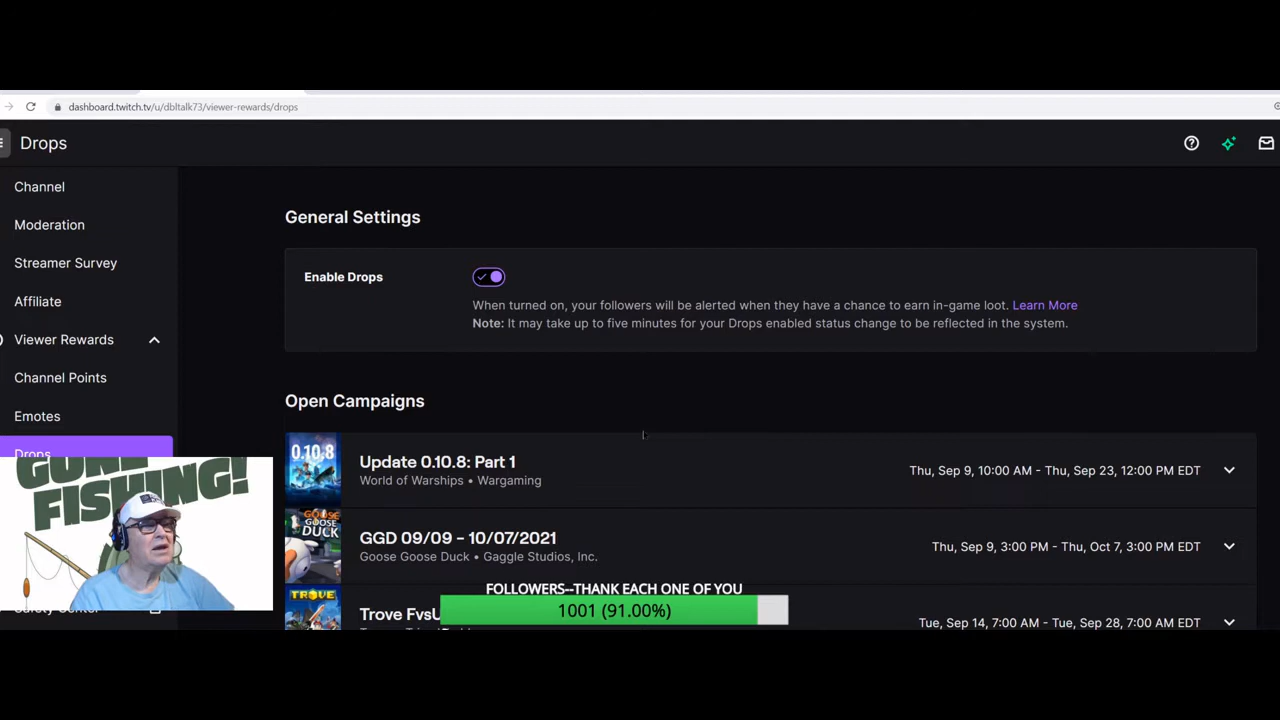 dashboard.twitch.tv/u/dbltalk73/viewer-rewards/drops
Drops
Channel
Moderation
Streamer Survey
Affiliate
Viewer Rewards
Channel Points
Emotes
Drops
General Settings
Enable Drops
When turned on, your followers will be alerted when they have a chance to earn in-game loot. Learn More
Note: It may take up to five minutes for your Drops enabled status change to be reflected in the system.
Open Campaigns
0.10.8
Update 0.10.8: Part 1
World of Warships • Wargaming
Thu, Sep 9, 10:00 AM - Thu, Sep 23, 12:00 PM EDT
GOOSE
GOOSE
DUCK
GGD 09/09 - 10/07/2021
Goose Goose Duck • Gaggle Studios, Inc.
Thu, Sep 9, 3:00 PM - Thu, Oct 7, 3:00 PM EDT
TROVE
Trove FvsU
Tue, Sep 14, 7:00 AM - Tue, Sep 28, 7:00 AM EDT
FOLLOWERS--THANK EACH ONE OF YOU
1001 (91.00%)
GONE
FISHING!
Safety Center